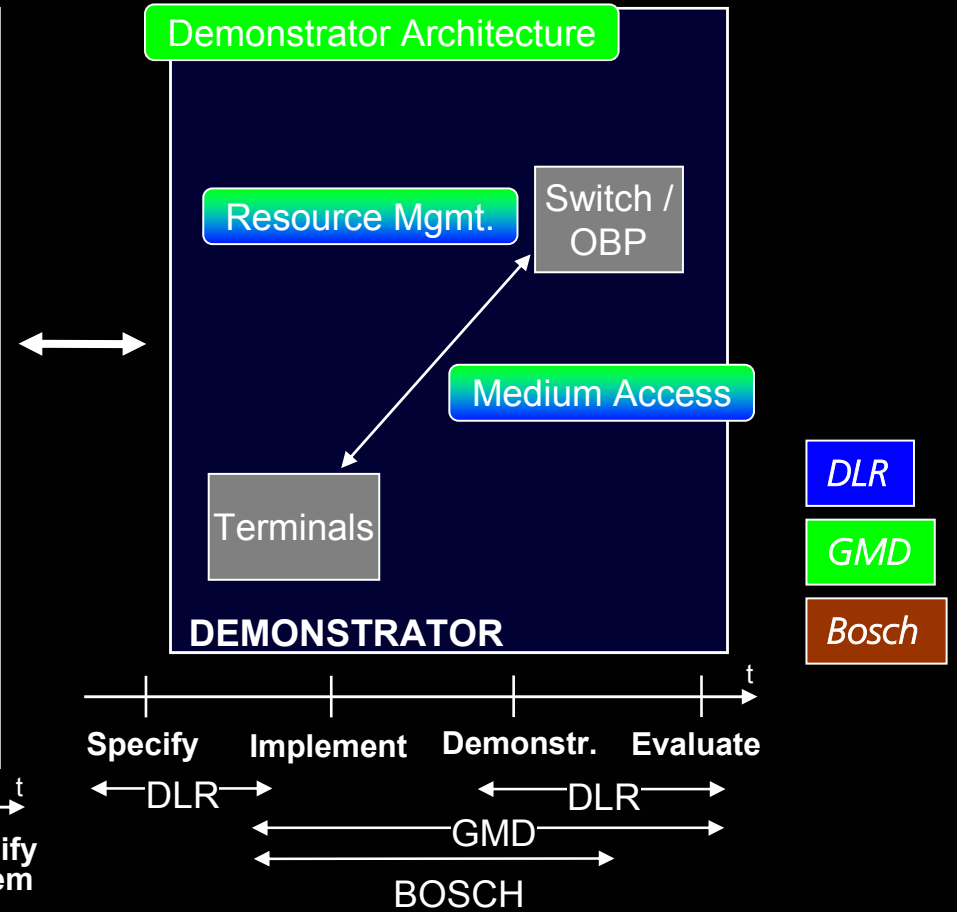 Demonstrator Architecture
Switch /
OBP
Resource Mgmt.
Medium Access
DLR
Terminals
GMD
Bosch
DEMONSTRATOR
t
Specify
Implement
Demonstr.
Evaluate
t
DLR
DLR
GMD
ify
em
BOSCH